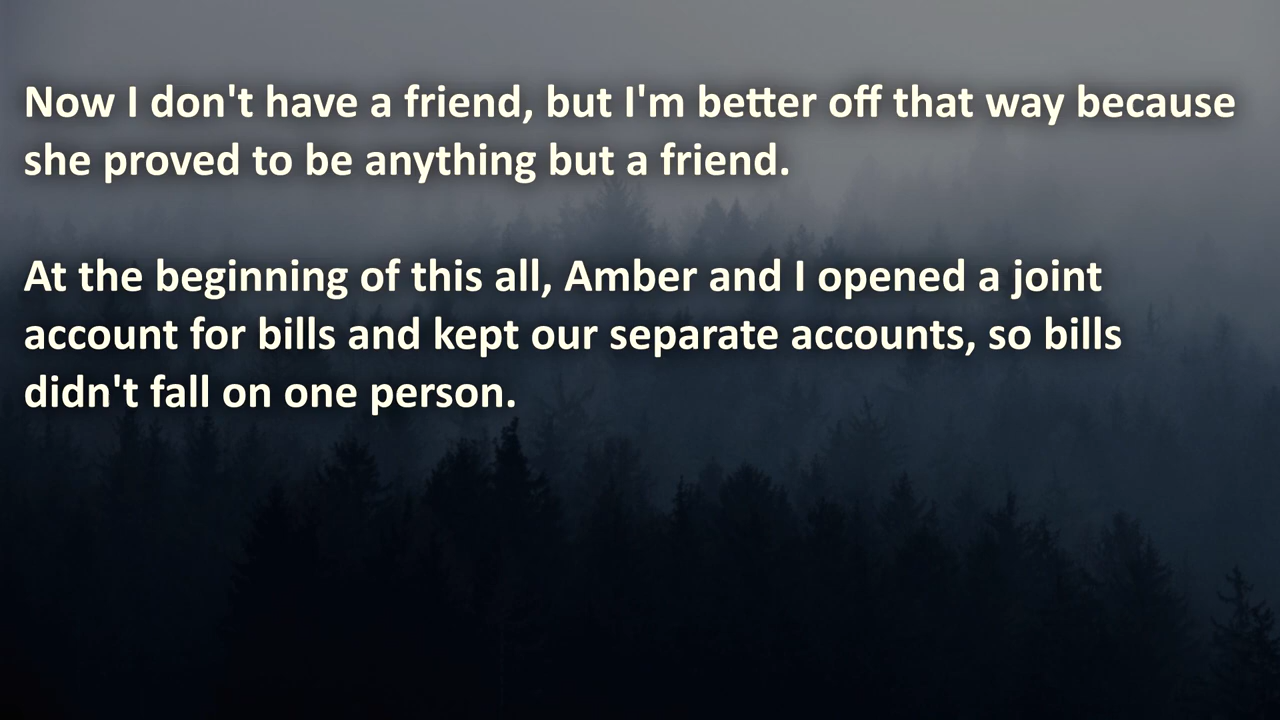 Now I don't have a friend, but I'm better off that way because
she proved to be anything but a friend.
At the beginning of this all, Amber and I opened a joint
account for bills and kept our separate accounts, so bills
didn't fall on one person.